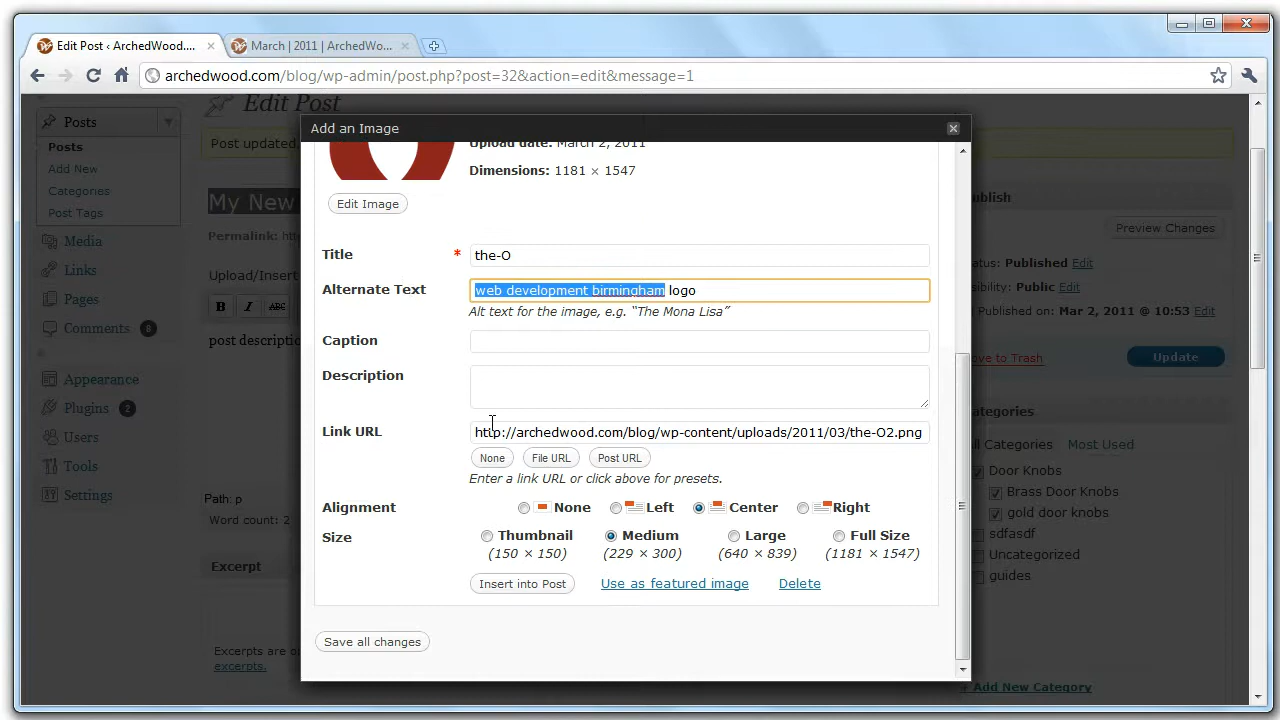 Edit Post ‹ ArchedWood....
March | 2011 | ArchedWo...
archedwood.com/blog/wp-admin/post.php?post=32&action=edit&message=1
Edit Post
Posts
Posts
Add New
Categories
Post Tags
Media
Links
Pages
Comments
Appearance
Plugins 2
Users
Tools
Settings
Post updated
My New
Permalink:
Upload/Insert
B I ABC
post descriptio
Path: p
Word count: 2
Excerpt
Excerpts are
excerpts.
Add an Image
Upload date: March 2, 2011
Dimensions: 1181 × 1547
Edit Image
Title * the-O
Alternate Text web development birmingham logo
Alt text for the image, e.g. “The Mona Lisa”
Caption
Description
Link URL http://archedwood.com/blog/wp-content/uploads/2011/03/the-O2.png
None File URL Post URL
Enter a link URL or click above for presets.
Alignment None Left Center Right
Size Thumbnail Medium Large Full Size
(150 × 150) (229 × 300) (640 × 839) (1181 × 1547)
Insert into Post Use as featured image Delete
Save all changes
ublish
Preview Changes
atus: Published Edit
sibility: Public Edit
Published on: Mar 2, 2011 @ 10:53 Edit
ove to Trash Update
ategories
Categories Most Used
Door Knobs
Brass Door Knobs
gold door knobs
sdfasdf
Uncategorized
guides
+ Add New Category